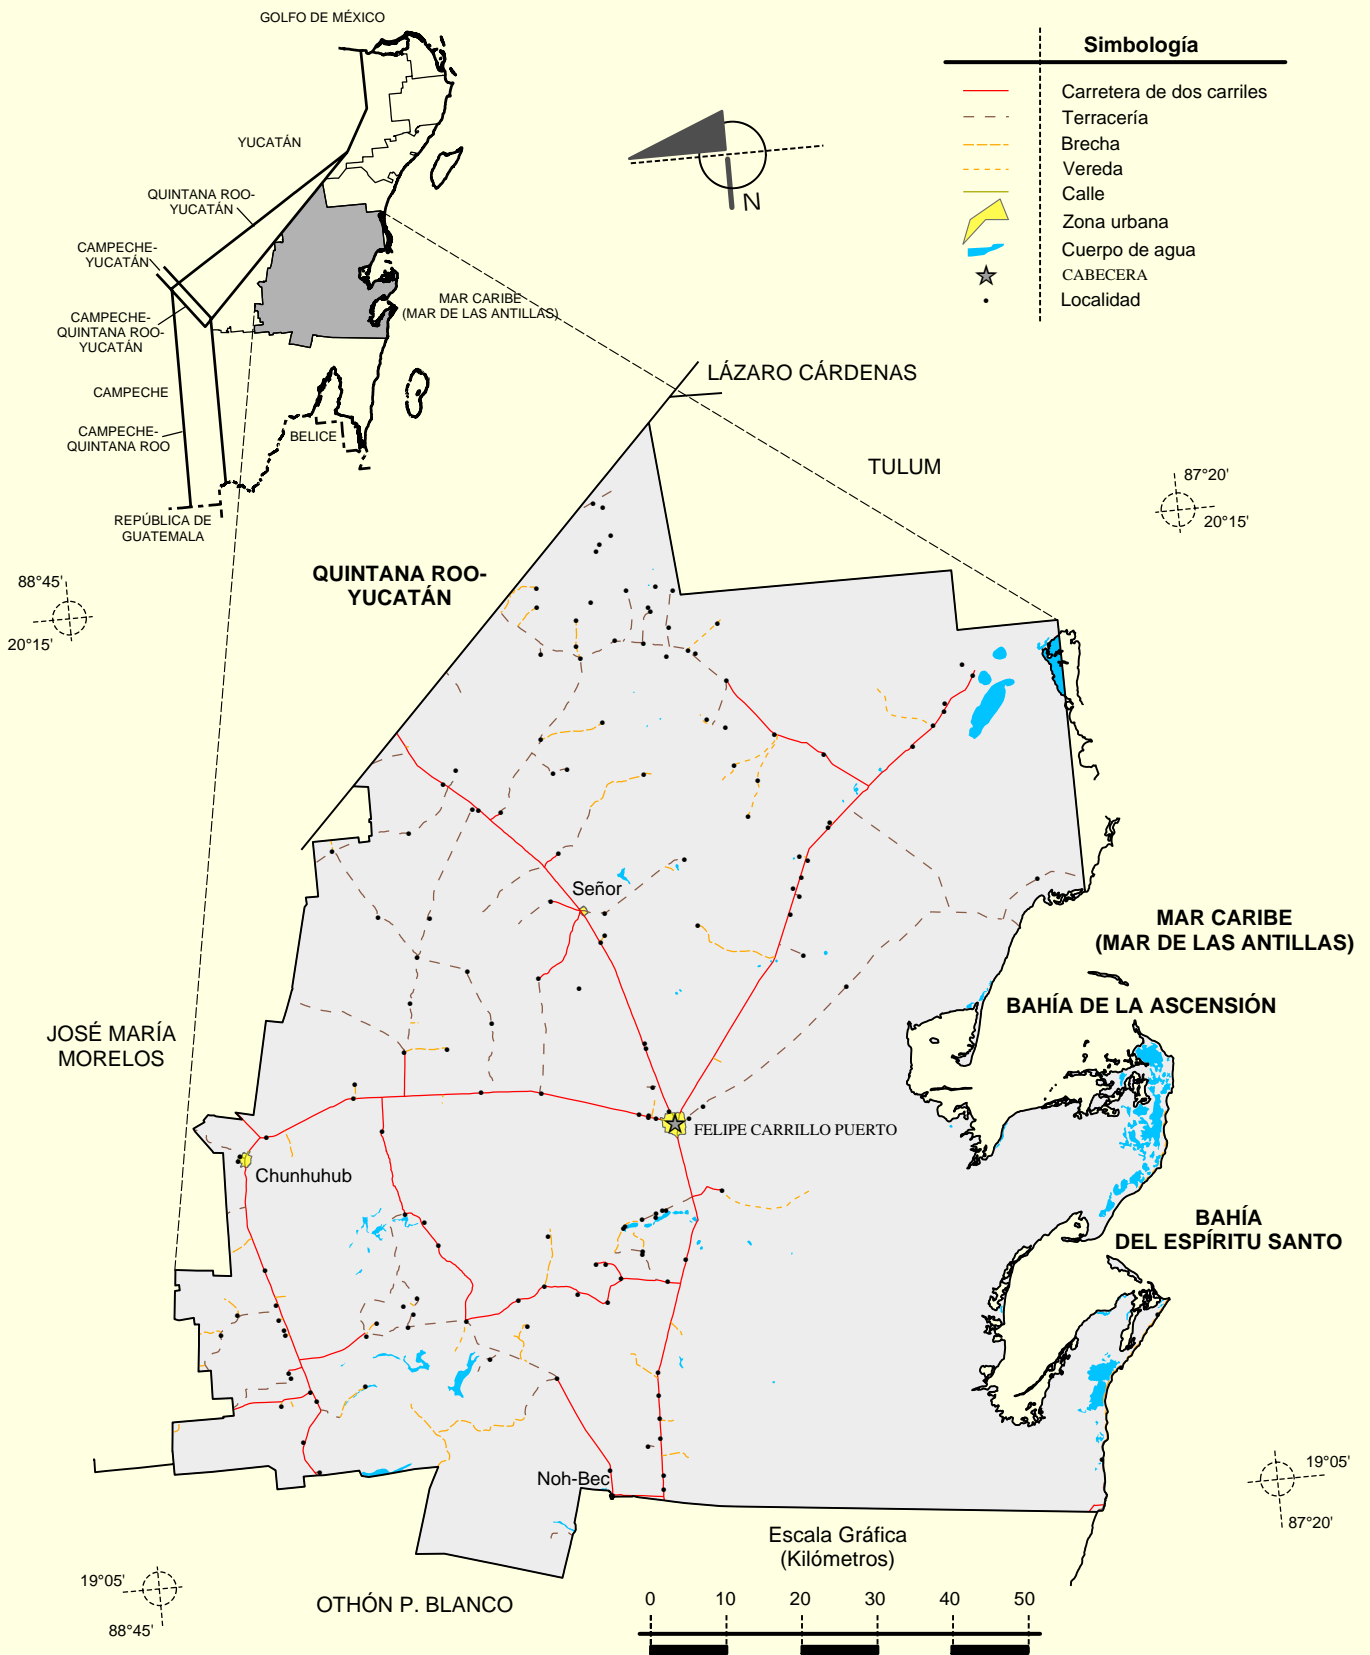 GOLFO DE MÉXICO
YUCATÁN
QUINTANA ROO-
YUCATÁN
CAMPECHE-
YUCATÁN
CAMPECHE-
QUINTANA ROO-
YUCATÁN
CAMPECHE
CAMPECHE-
QUINTANA ROO
BELICE
REPÚBLICA DE
GUATEMALA
MAR CARIBE
(MAR DE LAS ANTILLAS)
N
Simbología
Carretera de dos carriles
Terracería
Brecha
Vereda
Calle
Zona urbana
Cuerpo de agua
CABECERA
Localidad
LÁZARO CÁRDENAS
TULUM
87°20'
20°15'
88°45'
20°15'
QUINTANA ROO-
YUCATÁN
Señor
MAR CARIBE
(MAR DE LAS ANTILLAS)
BAHÍA DE LA ASCENSIÓN
JOSÉ MARÍA
MORELOS
FELIPE CARRILLO PUERTO
Chunhuhub
BAHÍA
DEL ESPÍRITU SANTO
Noh-Bec
19°05'
87°20'
Escala Gráfica
(Kilómetros)
0 10 20 30 40 50
19°05'
88°45'
OTHÓN P. BLANCO